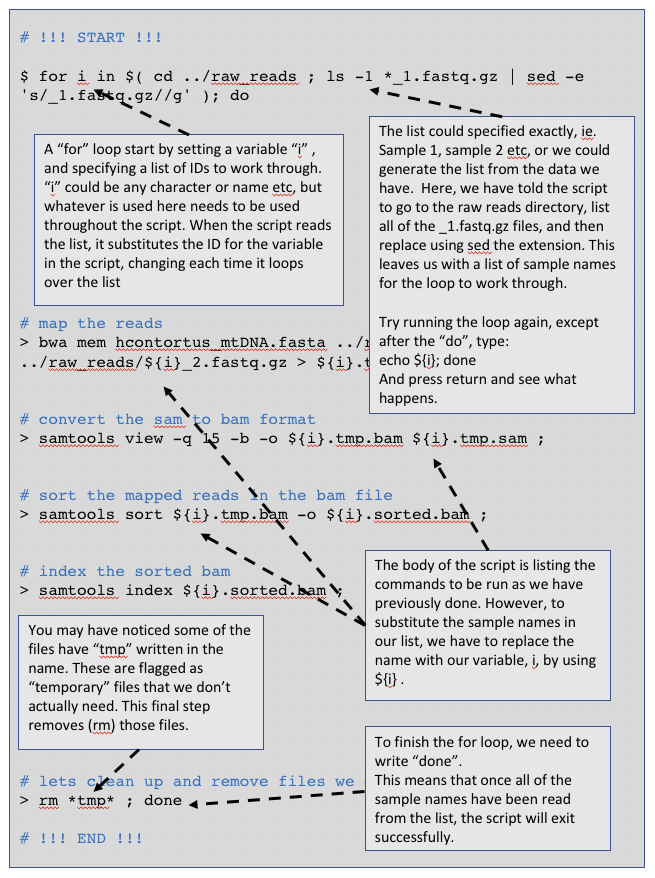 # !!! START !!!
$ for i in $( cd ../raw_reads ; ls -1 *_1.fastq.gz | sed -e
's/_1.fastq.gz//g' ); do
A “for” loop start by setting a variable “i” ,
and specifying a list of IDs to work through.
“i” could be any character or name etc, but
whatever is used here needs to be used
throughout the script. When the script reads
the list, it substitutes the ID for the variable
in the script, changing each time it loops
over the list
The list could specified exactly, ie.
Sample 1, sample 2 etc, or we could
generate the list from the data we
have.  Here, we have told the script
to go to the raw reads directory, list
all of the _1.fastq.gz files, and then
replace using sed the extension. This
leaves us with a list of sample names
for the loop to work through.
Try running the loop again, except
after the “do”, type:
echo ${i}; done
And press return and see what
happens.
# map the reads
> bwa mem hcontortus_mtDNA.fasta ../r
../raw_reads/${i}_2.fastq.gz > ${i}.t
# convert the sam to bam format
> samtools view -q 15 -b -o ${i}.tmp.bam ${i}.tmp.sam ;
# sort the mapped reads in the bam file
> samtools sort ${i}.tmp.bam -o ${i}.sorted.bam ;
# index the sorted bam
> samtools index ${i}.sorted.bam ;
The body of the script is listing the
commands to be run as we have
previously done. However, to
substitute the sample names in
our list, we have to replace the
name with our variable, i, by using
${i} .
You may have noticed some of the
files have “tmp” written in the
name. These are flagged as
“temporary” files that we don’t
actually need. This final step
removes (rm) those files.
To finish the for loop, we need to
write “done”.
This means that once all of the
sample names have been read
from the list, the script will exit
successfully.
# lets clean up and remove files we
> rm *tmp* ; done
# !!! END !!!